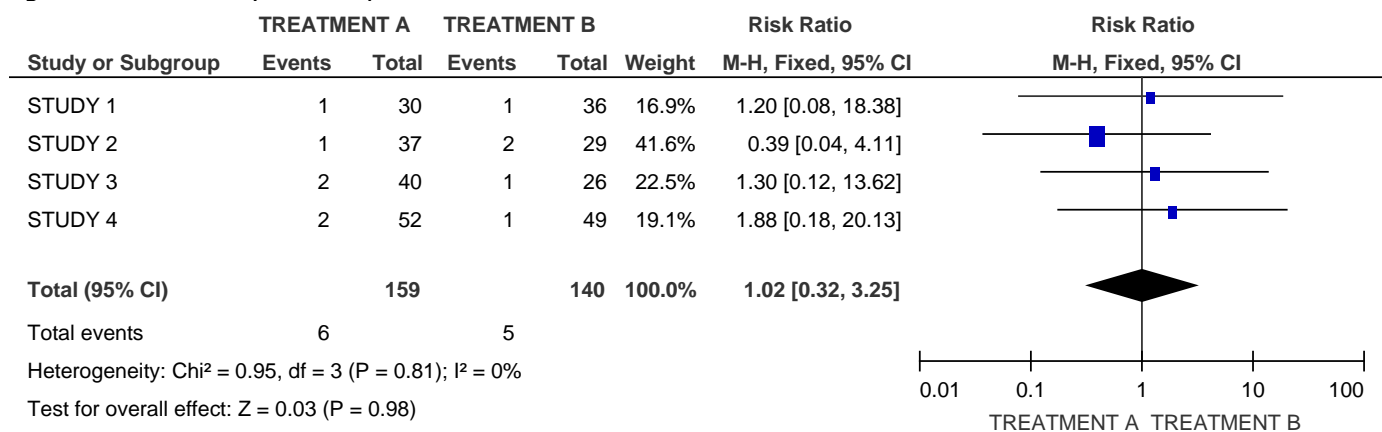 TREATMENT A TREATMENT B Risk Ratio Risk Ratio
Study or Subgroup Events Total Events Total Weight M-H, Fixed, 95% CI M-H, Fixed, 95% CI
STUDY 1 1 30 1 36 16.9% 1.20 [0.08, 18.38]
STUDY 2 1 37 2 29 41.6% 0.39 [0.04, 4.11]
STUDY 3 2 40 1 26 22.5% 1.30 [0.12, 13.62]
STUDY 4 2 52 1 49 19.1% 1.88 [0.18, 20.13]
Total (95% CI) 159 140 100.0% 1.02 [0.32, 3.25]
Total events 6 5
Heterogeneity: Chi² = 0.95, df = 3 (P = 0.81); I² = 0%
Test for overall effect: Z = 0.03 (P = 0.98)
0.01 0.1 1 10 100
TREATMENT A TREATMENT B